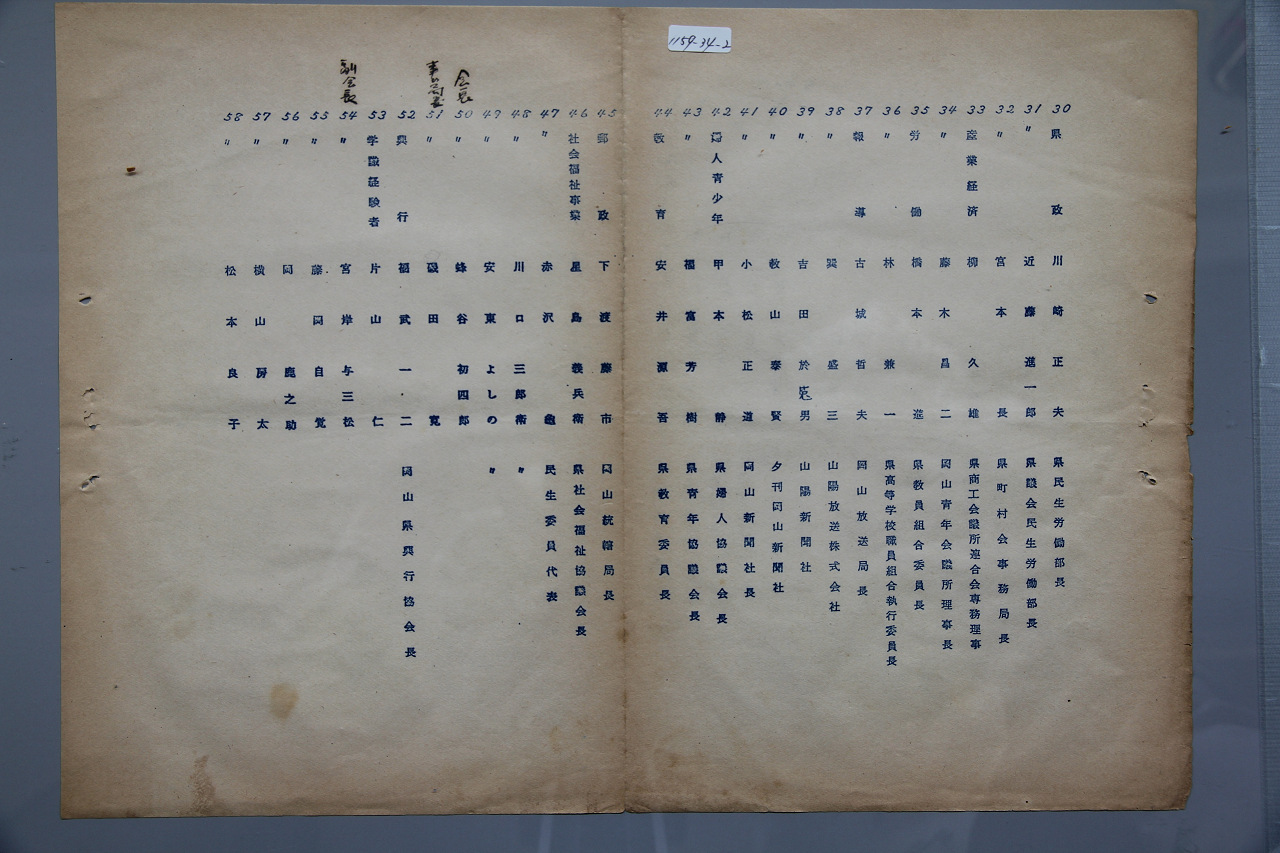 1159-34-2
30 県政 川崎正夫 県民生労働部長
31 〃 近藤進一郎 県議会民生労働部長
32 〃 宮本長 県町村会事務局長
33 産業経済 柳久雄 県商工会議所連合会専務理事
34 〃 藤木昌二 岡山青年会議所理事長
35 労働 橋本進 県教員組合委員長
36 〃 林兼一 県高等学校職員組合執行委員長
37 報導 古城哲夫 岡山放送局長
38 〃 巽盛三 山陽放送株式会社
39 〃 吉田於男 山陽新聞社
40 〃 教山泰賢 夕刊岡山新聞社
41 〃 小松正道 岡山新聞社長
42 婦人青少年 甲本静 県婦人協議会長
43 〃 福富芳樹 県青年協議会長
44 教育 安井源吾 県教育委員長
45 郵政 下渡藤市 岡山統轄局長
46 社会福祉事業 星島義兵衛 県社会福祉協議会長
47 〃 赤沢亀 民生委員代表
48 〃 川口三郎衛 〃
49 〃 安東よしの 〃
会長
50 〃 蜂谷初四郎
事務局長
51 〃 磯田寛
52 興行 福武一二 岡山県興行協会長
53 学識経験者 片山仁
副会長
54 〃 宮岸与三松
55 〃 藤岡自覚
56 〃 岡鹿之助
57 〃 横山房太
58 〃 松本良子